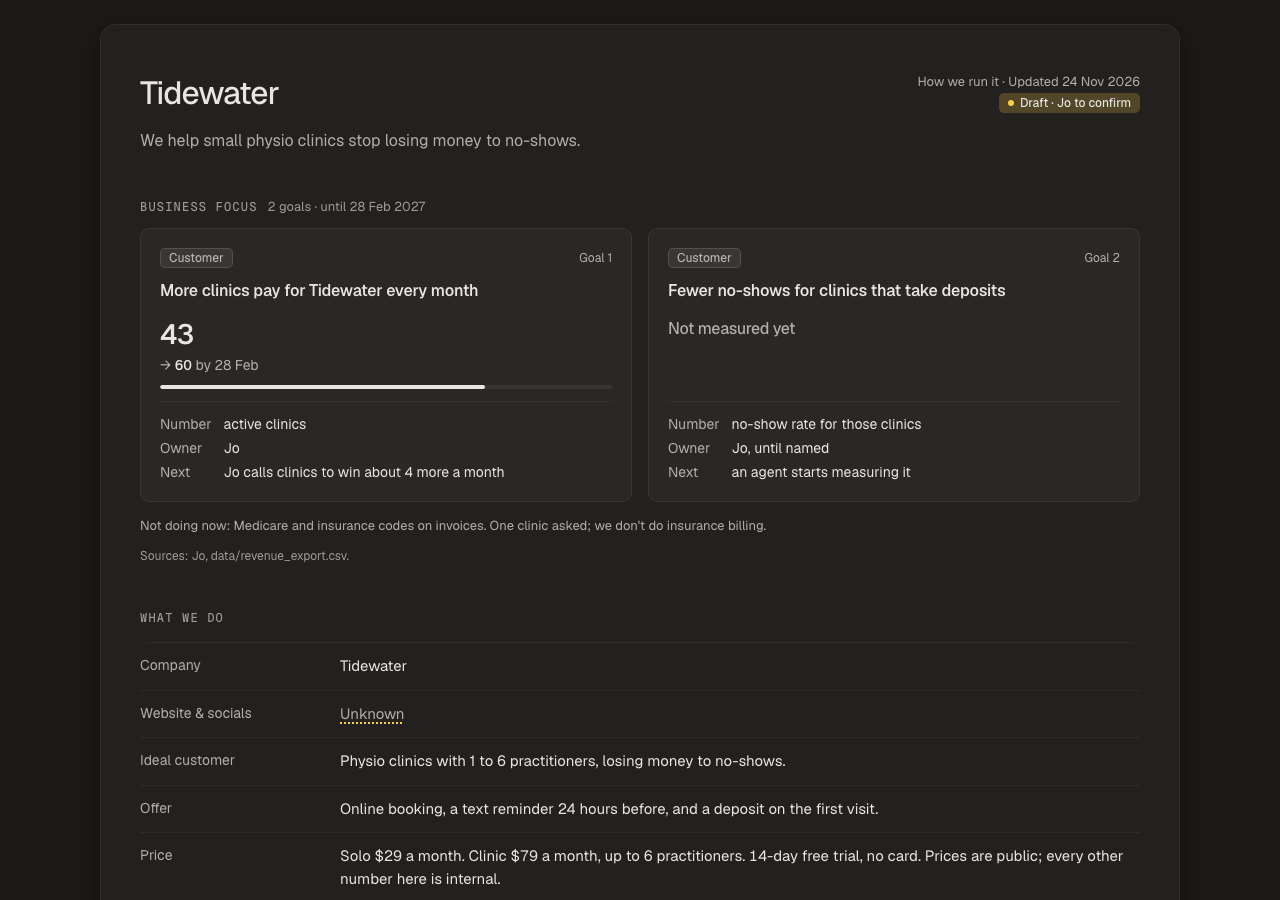 Tidewater
How we run it · Updated 24 Nov 2026
Draft · Jo to confirm
We help small physio clinics stop losing money to no-shows.
BUSINESS FOCUS 2 goals · until 28 Feb 2027
Customer
Goal 1
More clinics pay for Tidewater every month
43
→ 60 by 28 Feb
Number active clinics
Owner Jo
Next Jo calls clinics to win about 4 more a month
Customer
Goal 2
Fewer no-shows for clinics that take deposits
Not measured yet
Number no-show rate for those clinics
Owner Jo, until named
Next an agent starts measuring it
Not doing now: Medicare and insurance codes on invoices. One clinic asked; we don't do insurance billing.
Sources: Jo, data/revenue_export.csv.
WHAT WE DO
Company Tidewater
Website & socials Unknown
Ideal customer Physio clinics with 1 to 6 practitioners, losing money to no-shows.
Offer Online booking, a text reminder 24 hours before, and a deposit on the first visit.
Price Solo $29 a month. Clinic $79 a month, up to 6 practitioners. 14-day free trial, no card. Prices are public; every other
number here is internal.